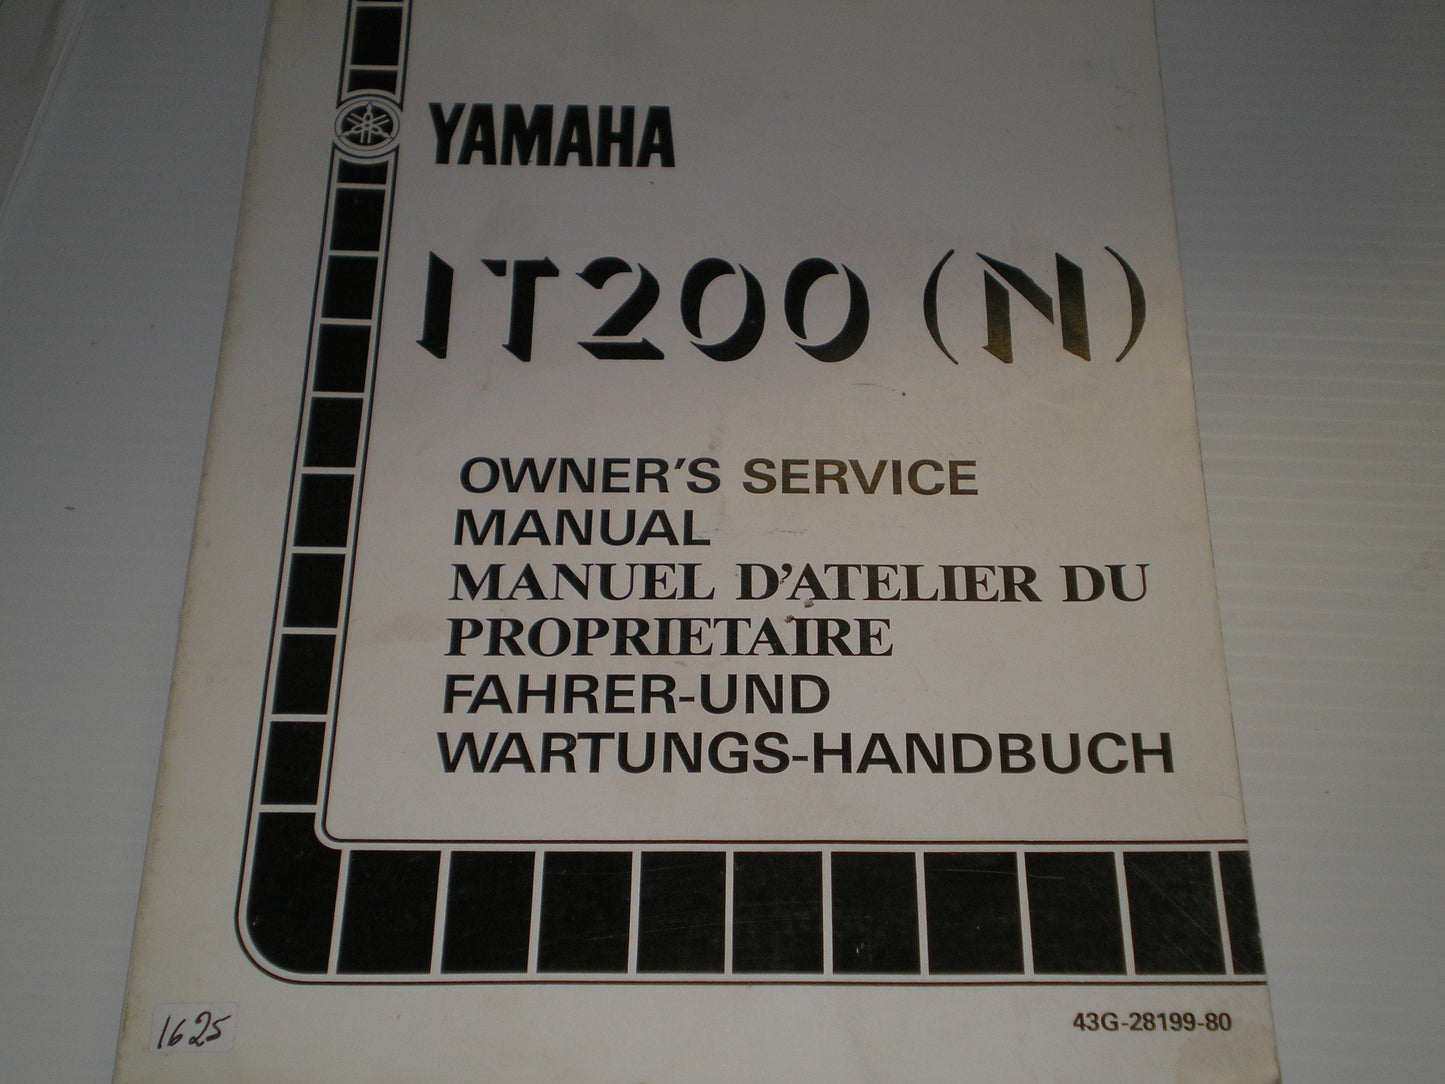 YAMAHA
IT200 (N)
OWNER'S SERVICE
MANUAL
MANUEL D'ATELIER DU
PROPRIETAIRE
FAHRER-UND
WARTUNGS-HANDBUCH
1625
43G-28199-80